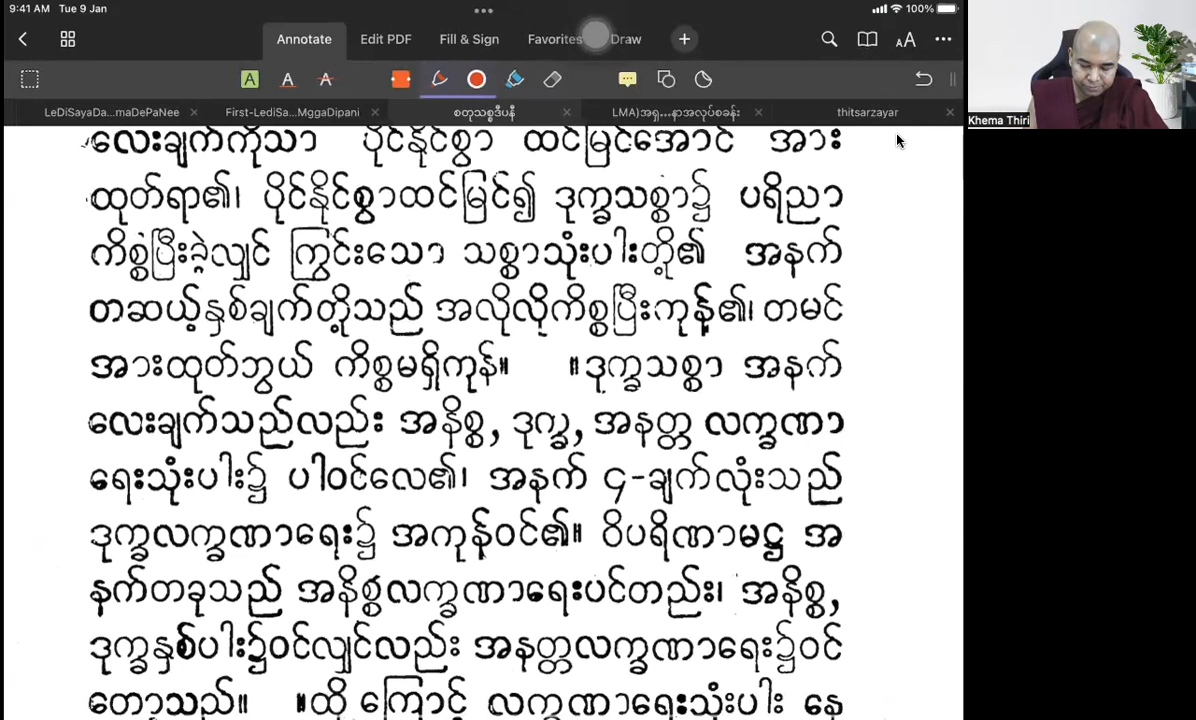 9:41 AM Tue 9 Jan
100%
Annotate Edit PDF Fill & Sign Favorites Draw
LeDiSayaDa...maDePaNee First-LediSa...MggaDipani စတုသစ္စဒီပနီ LMA)အရှ...နာအလုပ်စခန်း thitsarzayar
Khema Thiri
လေးချက်ကိုသာ ပိုင်နိုင်စွာ ထင်မြင်အောင် အား
ထုတ်ရာ၏၊ ပိုင်နိုင်စွာထင်မြင်၍ ဒုက္ခသစ္စာ၌ ပရိညာ
ကိစ္စပြီးခဲ့လျှင် ကြွင်းသော သစ္စာသုံးပါးတို့၏ အနက်
တဆယ့်နှစ်ချက်တို့သည် အလိုလိုကိစ္စပြီးကုန်၏၊ တမင်
အားထုတ်ဘွယ် ကိစ္စမရှိကုန်။ ။ဒုက္ခသစ္စာ အနက်
လေးချက်သည်လည်း အနိစ္စ, ဒုက္ခ, အနတ္တ လက္ခဏာ
ရေးသုံးပါး၌ ပါဝင်လေ၏၊ အနက် ၄-ချက်လုံးသည်
ဒုက္ခလက္ခဏာရေး၌ အကုန်ဝင်၏။ ဝိပရိဏာမဋ္ဌ အ
နက်တခုသည် အနိစ္စလက္ခဏာရေးပင်တည်း၊ အနိစ္စ,
ဒုက္ခနှစ်ပါး၌ဝင်လျှင်လည်း အနတ္တလက္ခဏာရေး၌ဝင်
တော့သည်။ ။ထို့ကြောင့် လက္ခဏာရေးသုံးပါး နေ